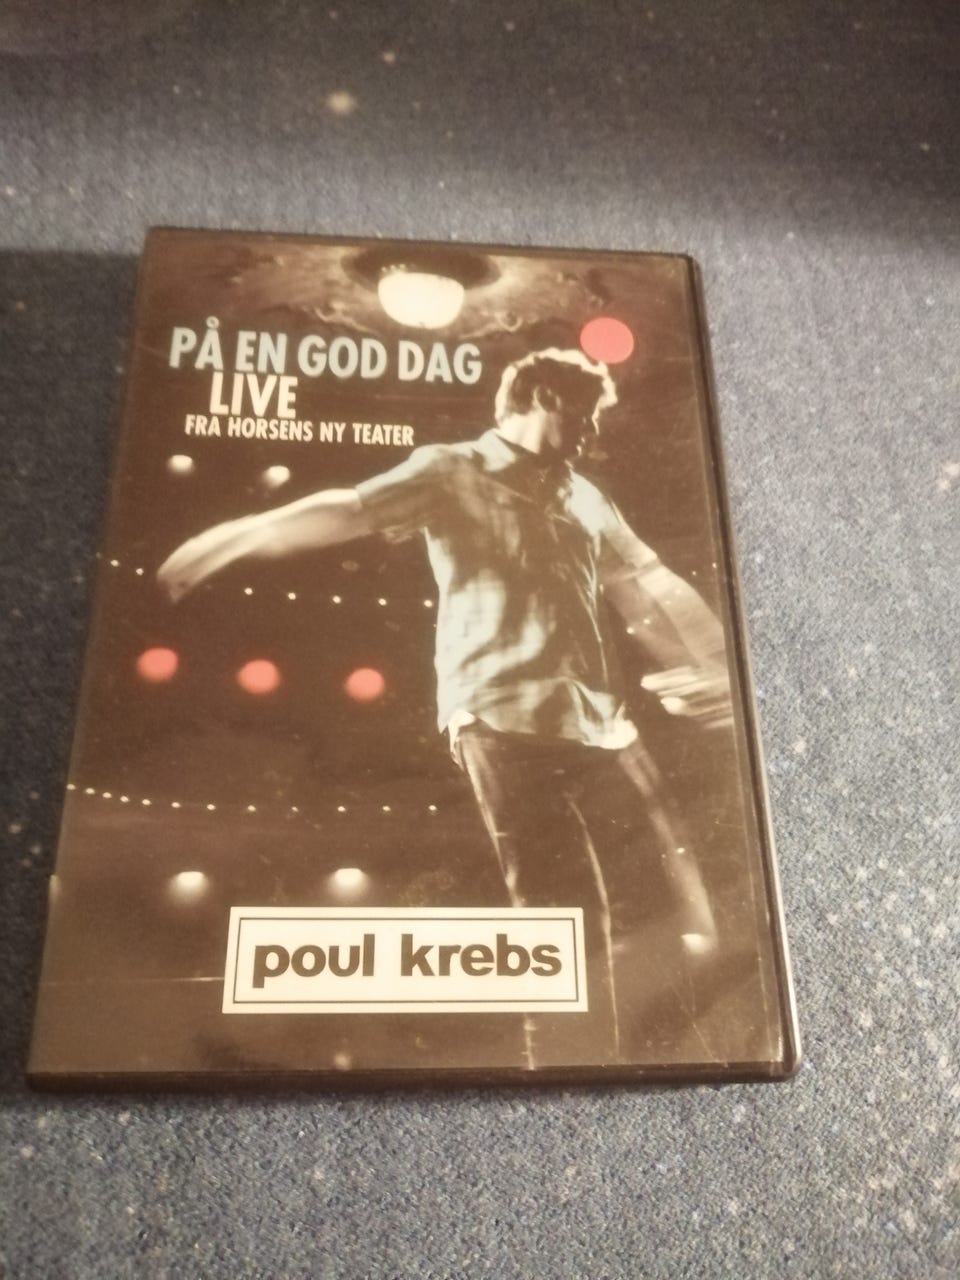 PÅ EN GOD DAG
LIVE
FRA HORSENS NY TEATER
poul krebs